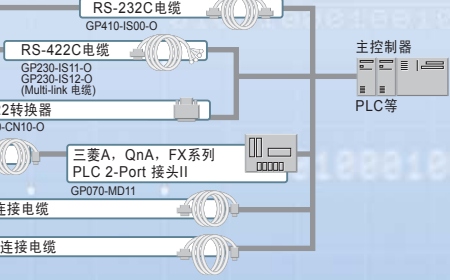 RS-232C电缆
GP410-IS00-O
RS-422C电缆
GP230-IS11-O
GP230-IS12-O
(Multi-link 电缆)
主控制器
PLC等
22转换器
-CN10-O
三菱A，QnA，FX系列
PLC 2-Port 接头II
GP070-MD11
连接电缆
连接电缆